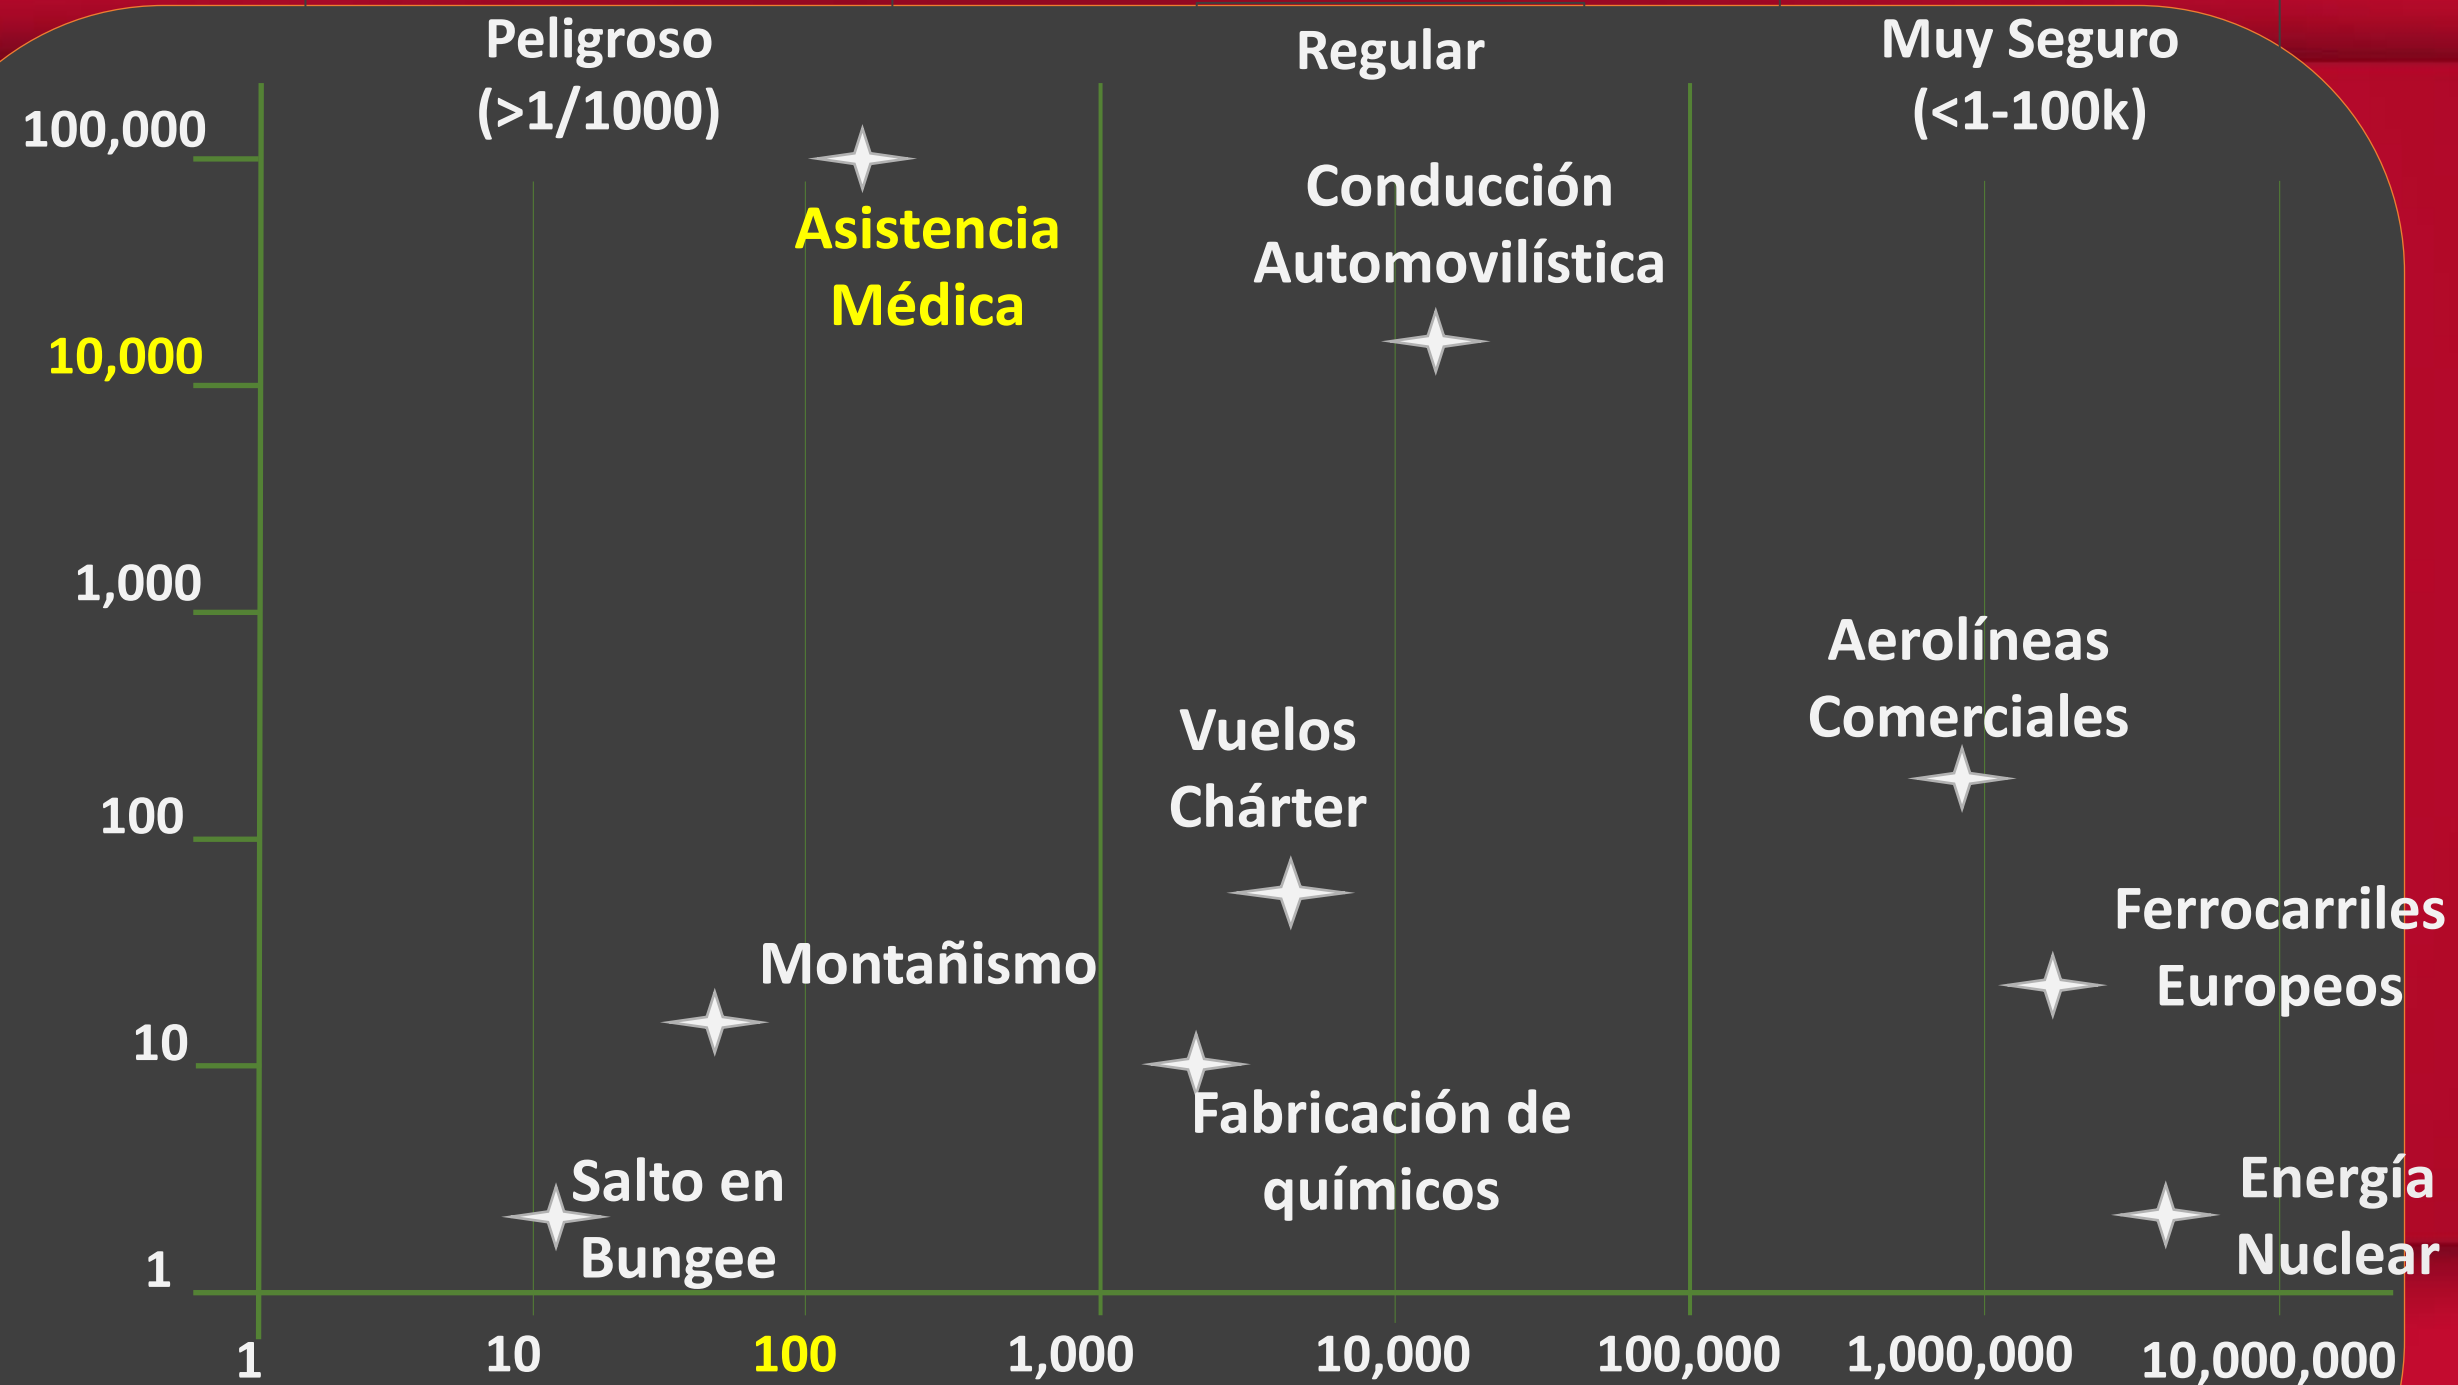 Peligroso
(>1/1000)
Regular
Muy Seguro
(<1-100k)
100,000
10,000
1,000
100
10
1
Asistencia
Médica
Conducción
Automovilística
Aerolíneas
Comerciales
Vuelos
Chárter
Ferrocarriles
Europeos
Montañismo
Fabricación de
químicos
Salto en
Bungee
Energía
Nuclear
1
10
100
1,000
10,000
100,000
1,000,000
10,000,000